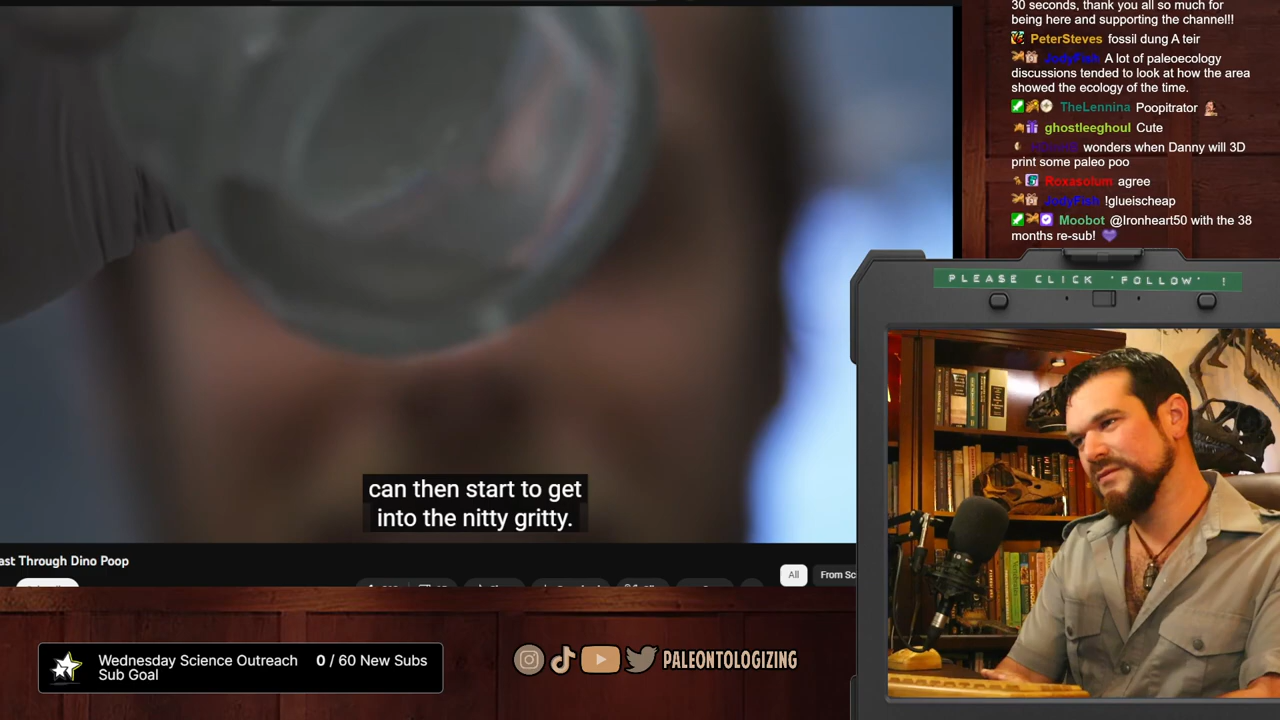 30 seconds, thank you all so much for
being here and supporting the channel!!
PeterSteves fossil dung A teir
JodyFish A lot of paleoecology
discussions tended to look at how the area
showed the ecology of the time.
TheLennina Poopitrator
ghostleeghoul Cute
wonders when Danny will 3D
print some paleo poo
Roxasolum agree
JodyFish !glueischeap
Moobot @Ironheart50 with the 38
months re-sub!
PLEASE CLICK 'FOLLOW' !
can then start to get
into the nitty gritty.
ast Through Dino Poop
All
From Sc
Wednesday Science Outreach 0 / 60 New Subs
Sub Goal
PALEONTOLOGIZING